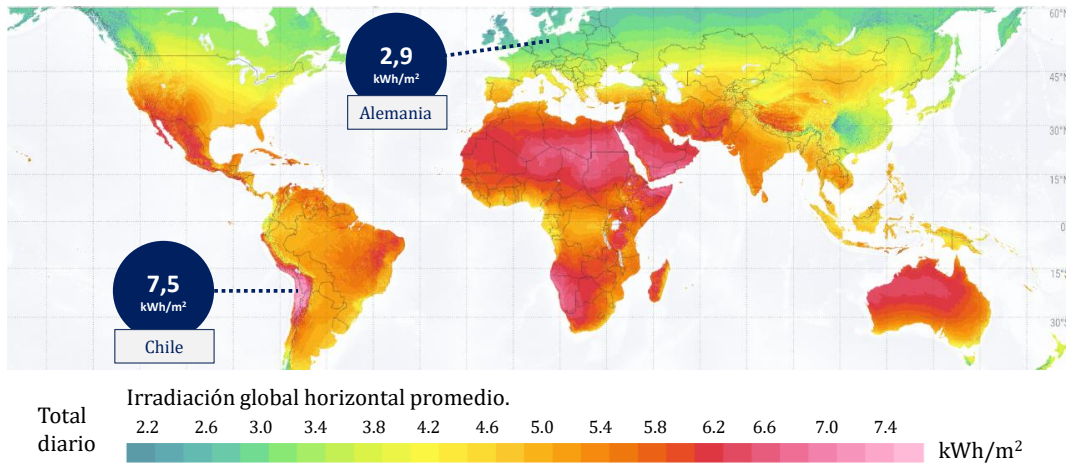 60°N
2,9
kWh/m²
Alemania
45°N
30°N
15°N
0°
7,5
kWh/m²
Chile
15°S
30°S
Irradiación global horizontal promedio.
Total
diario
2.2 2.6 3.0 3.4 3.8 4.2 4.6 5.0 5.4 5.8 6.2 6.6 7.0 7.4
kWh/m²